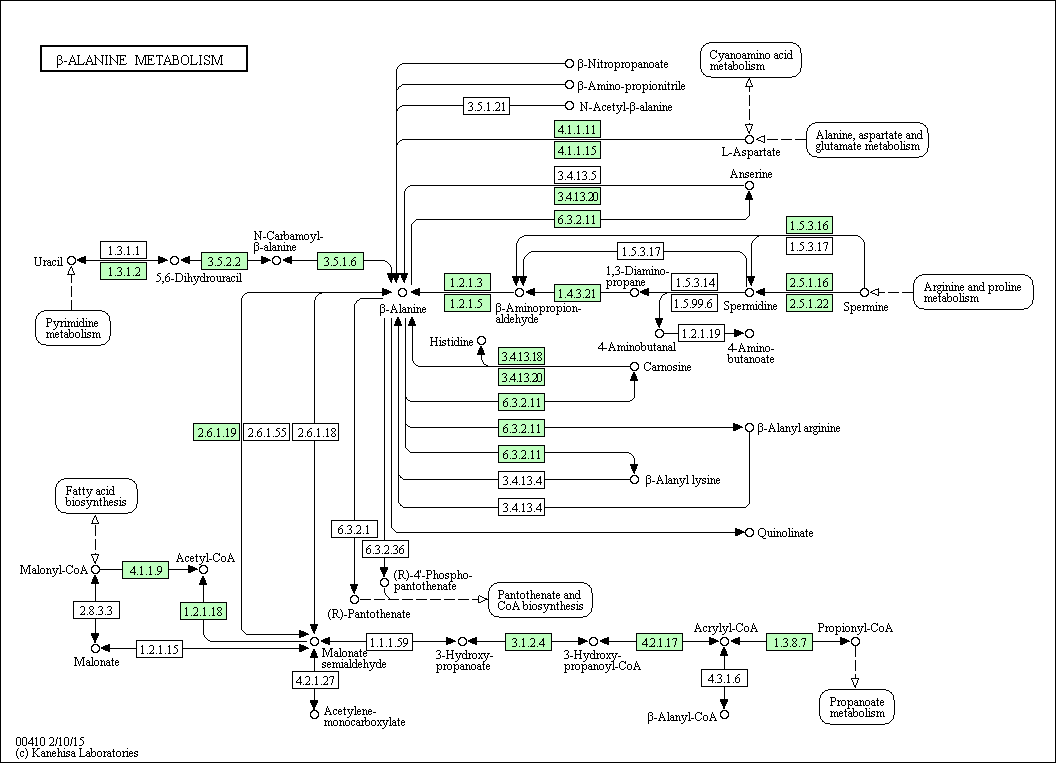 β-ALANINE METABOLISM
β-Nitropropanoate
β-Amino-propionitrile
3.5.1.21
N-Acetyl-β-alanine
Cyanoamino acid
metabolism
4.1.1.11
4.1.1.15
L-Aspartate
Alanine, aspartate and
glutamate metabolism
3.4.13.5
3.4.13.20
Anserine
6.3.2.11
Uracil
1.3.1.1
1.3.1.2
5,6-Dihydrouracil
3.5.2.2
N-Carbamoyl-
β-alanine
3.5.1.6
Pyrimidine
metabolism
1.5.3.16
1.5.3.17
1.5.3.17
β-Alanine
1.2.1.3
1.2.1.5
β-Aminopropion-
aldehyde
1.4.3.21
1,3-Diamino-
propane
1.5.3.14
1.5.99.6
Spermidine
2.5.1.16
2.5.1.22
Spermine
Arginine and proline
metabolism
4-Aminobutanal
1.2.1.19
4-Amino-
butanoate
Histidine
3.4.13.18
3.4.13.20
Carnosine
6.3.2.11
6.3.2.11
β-Alanyl arginine
6.3.2.11
3.4.13.4
β-Alanyl lysine
3.4.13.4
2.6.1.19
2.6.1.55
2.6.1.18
6.3.2.1
6.3.2.36
Quinolinate
(R)-4'-Phospho-
pantothenate
(R)-Pantothenate
Pantothenate and
CoA biosynthesis
Fatty acid
biosynthesis
Malonyl-CoA
4.1.1.9
Acetyl-CoA
2.8.3.3
1.2.1.18
Malonate
1.2.1.15
Malonate
semialdehyde
1.1.1.59
3-Hydroxy-
propanoate
3.1.2.4
3-Hydroxy-
propanoyl-CoA
4.2.1.17
Acrylyl-CoA
1.3.8.7
Propionyl-CoA
4.2.1.27
Acetylene-
monocarboxylate
4.3.1.6
β-Alanyl-CoA
Propanoate
metabolism
00410 2/10/15
(c) Kanehisa Laboratories